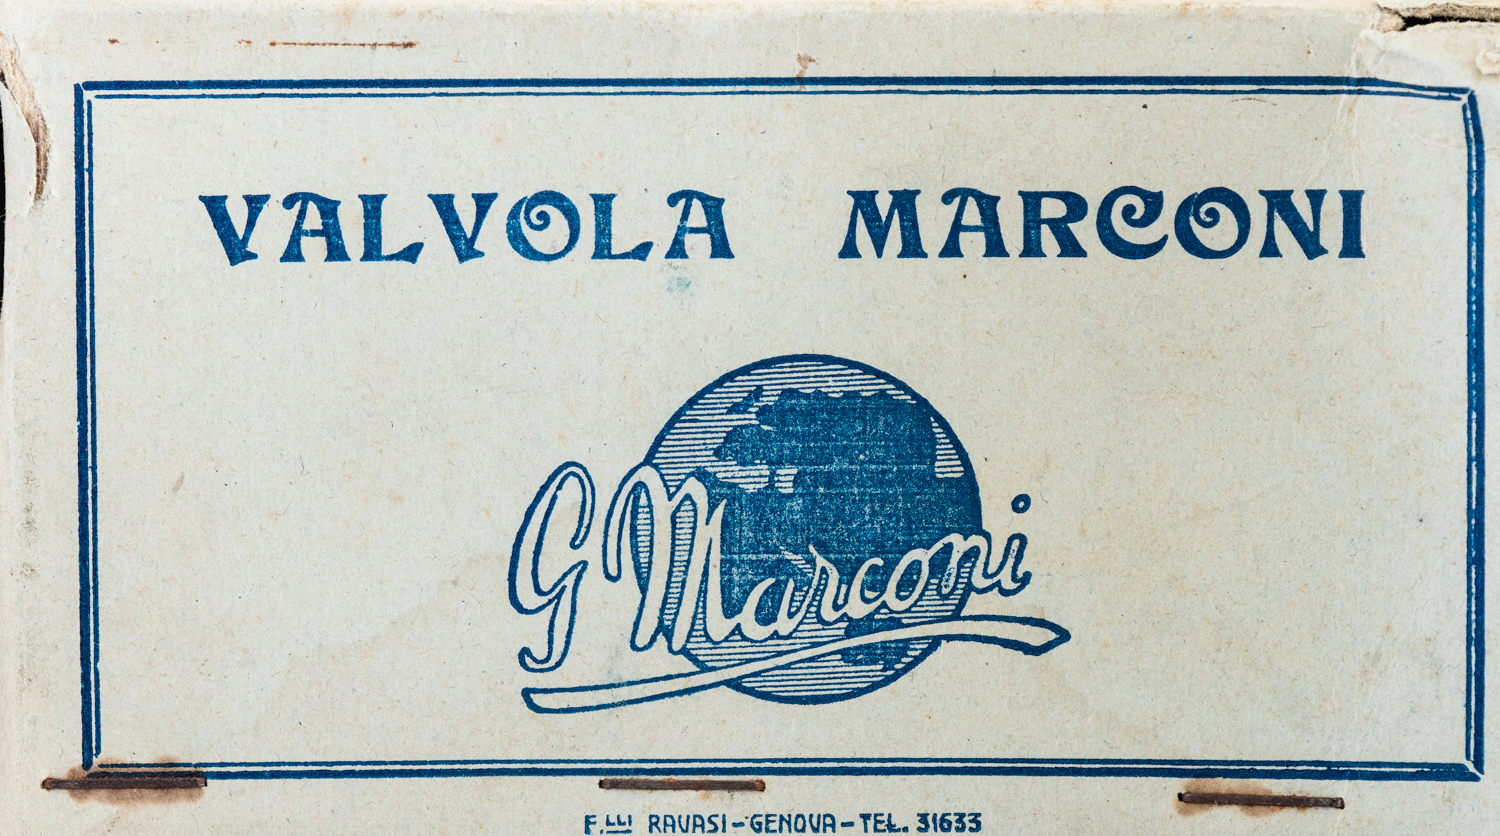 VALVOLA MARCONI
G Marconi
F.LLI RAVASI-GENOVA-TEL. 31633